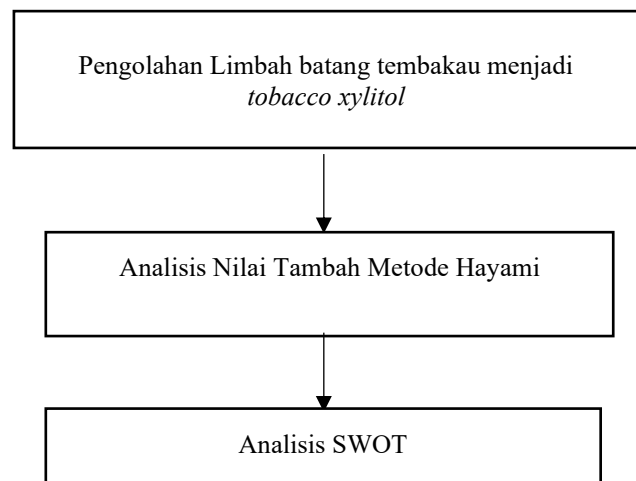 Pengolahan Limbah batang tembakau menjadi
tobacco xylitol
Analisis Nilai Tambah Metode Hayami
Analisis SWOT